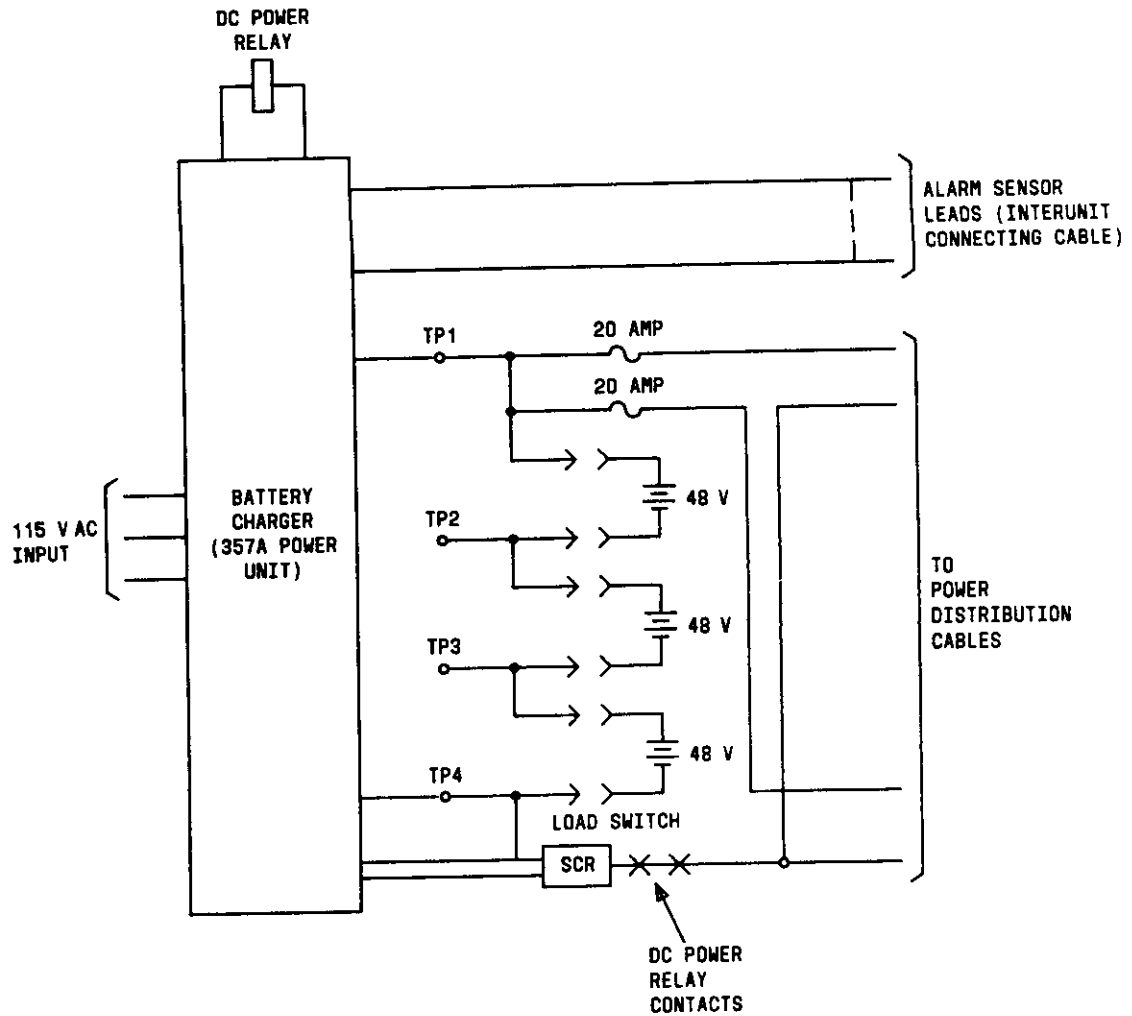 DC POWER
RELAY
ALARM SENSOR
LEADS (INTERUNIT
CONNECTING CABLE)
TP1
20 AMP
20 AMP
48 V
115 V AC
INPUT
BATTERY
CHARGER
(357A POWER
UNIT)
TP2
48 V
TO
POWER
DISTRIBUTION
CABLES
TP3
48 V
TP4
LOAD SWITCH
SCR
DC POWER
RELAY
CONTACTS